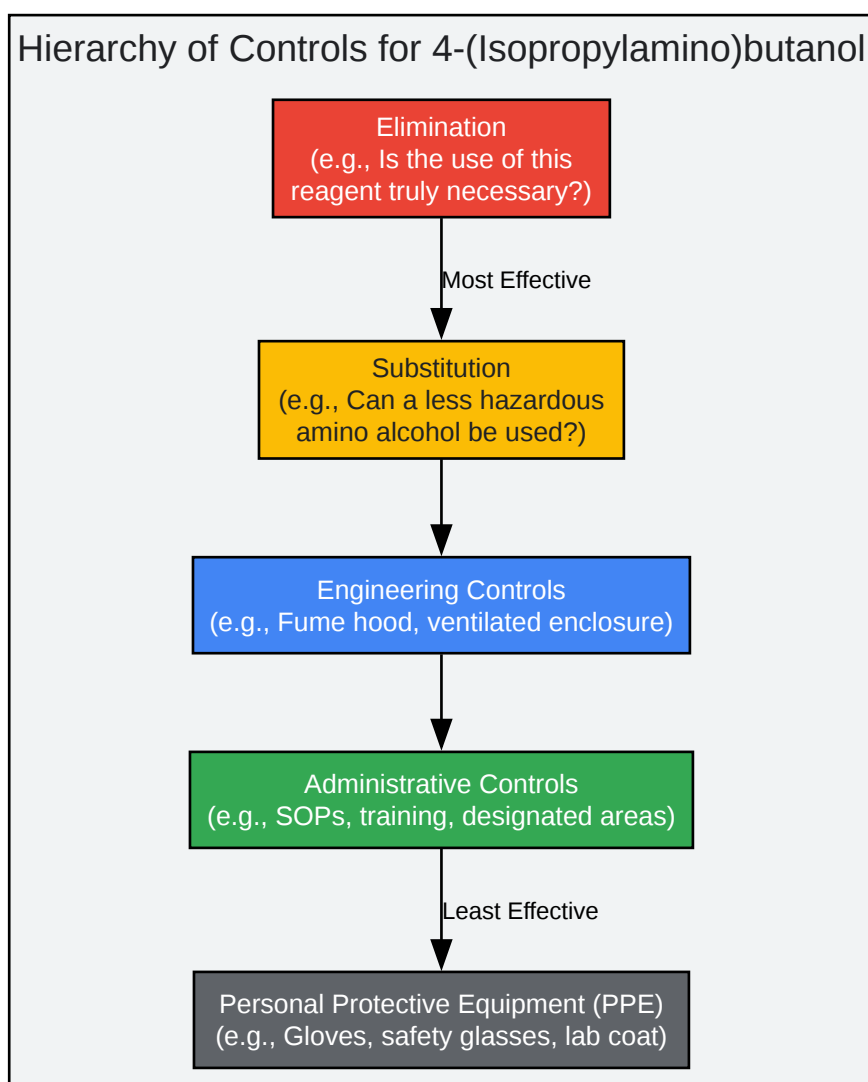 Hierarchy of Controls for 4-(Isopropylamino)butanol
Elimination
(e.g., Is the use of this
reagent truly necessary?)
Most Effective
Substitution
(e.g., Can a less hazardous
amino alcohol be used?)
Engineering Controls
(e.g., Fume hood, ventilated enclosure)
Administrative Controls
(e.g., SOPs, training, designated areas)
Least Effective
Personal Protective Equipment (PPE)
(e.g., Gloves, safety glasses, lab coat)